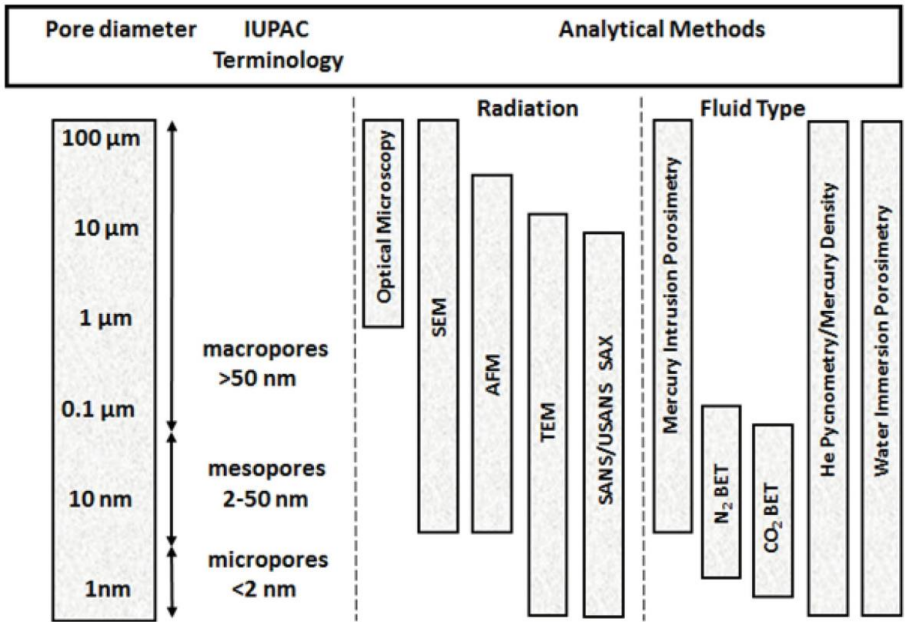 Pore diameter
IUPAC
Terminology
Analytical Methods
Radiation
Fluid Type
100 µm
10 µm
1 µm
0.1 µm
10 nm
1nm
macropores
>50 nm
mesopores
2-50 nm
micropores
<2 nm
Optical Microscopy
SEM
AFM
TEM
SANS/USANS SAX
Mercury Intrusion Porosimetry
N₂ BET
CO₂ BET
He Pycnometry/Mercury Density
Water Immersion Porosimetry